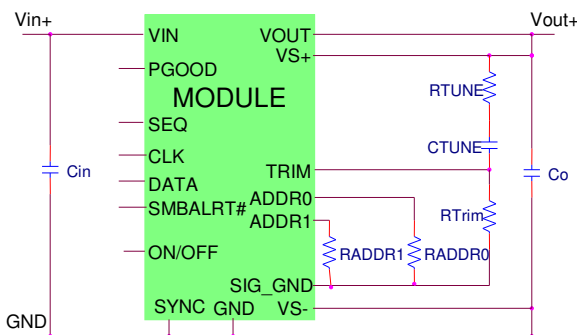 Vin+
Vout+
VIN
VOUT
VS+
PGOOD
RTUNE
MODULE
SEQ
CTUNE
CLK
TRIM
Cin
Co
DATA
ADDR0
SMBALRT#
RTrim
ADDR1
ON/OFF
RADDR1
RADDR0
SIG_GND
SYNC
GND
VS-
GND